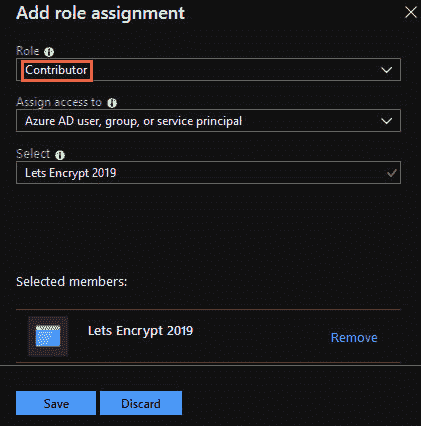 Add role assignment
Role
Contributor
Assign access to
Azure AD user, group, or service principal
Select
Lets Encrypt 2019
Selected members:
Lets Encrypt 2019
Remove
Save
Discard